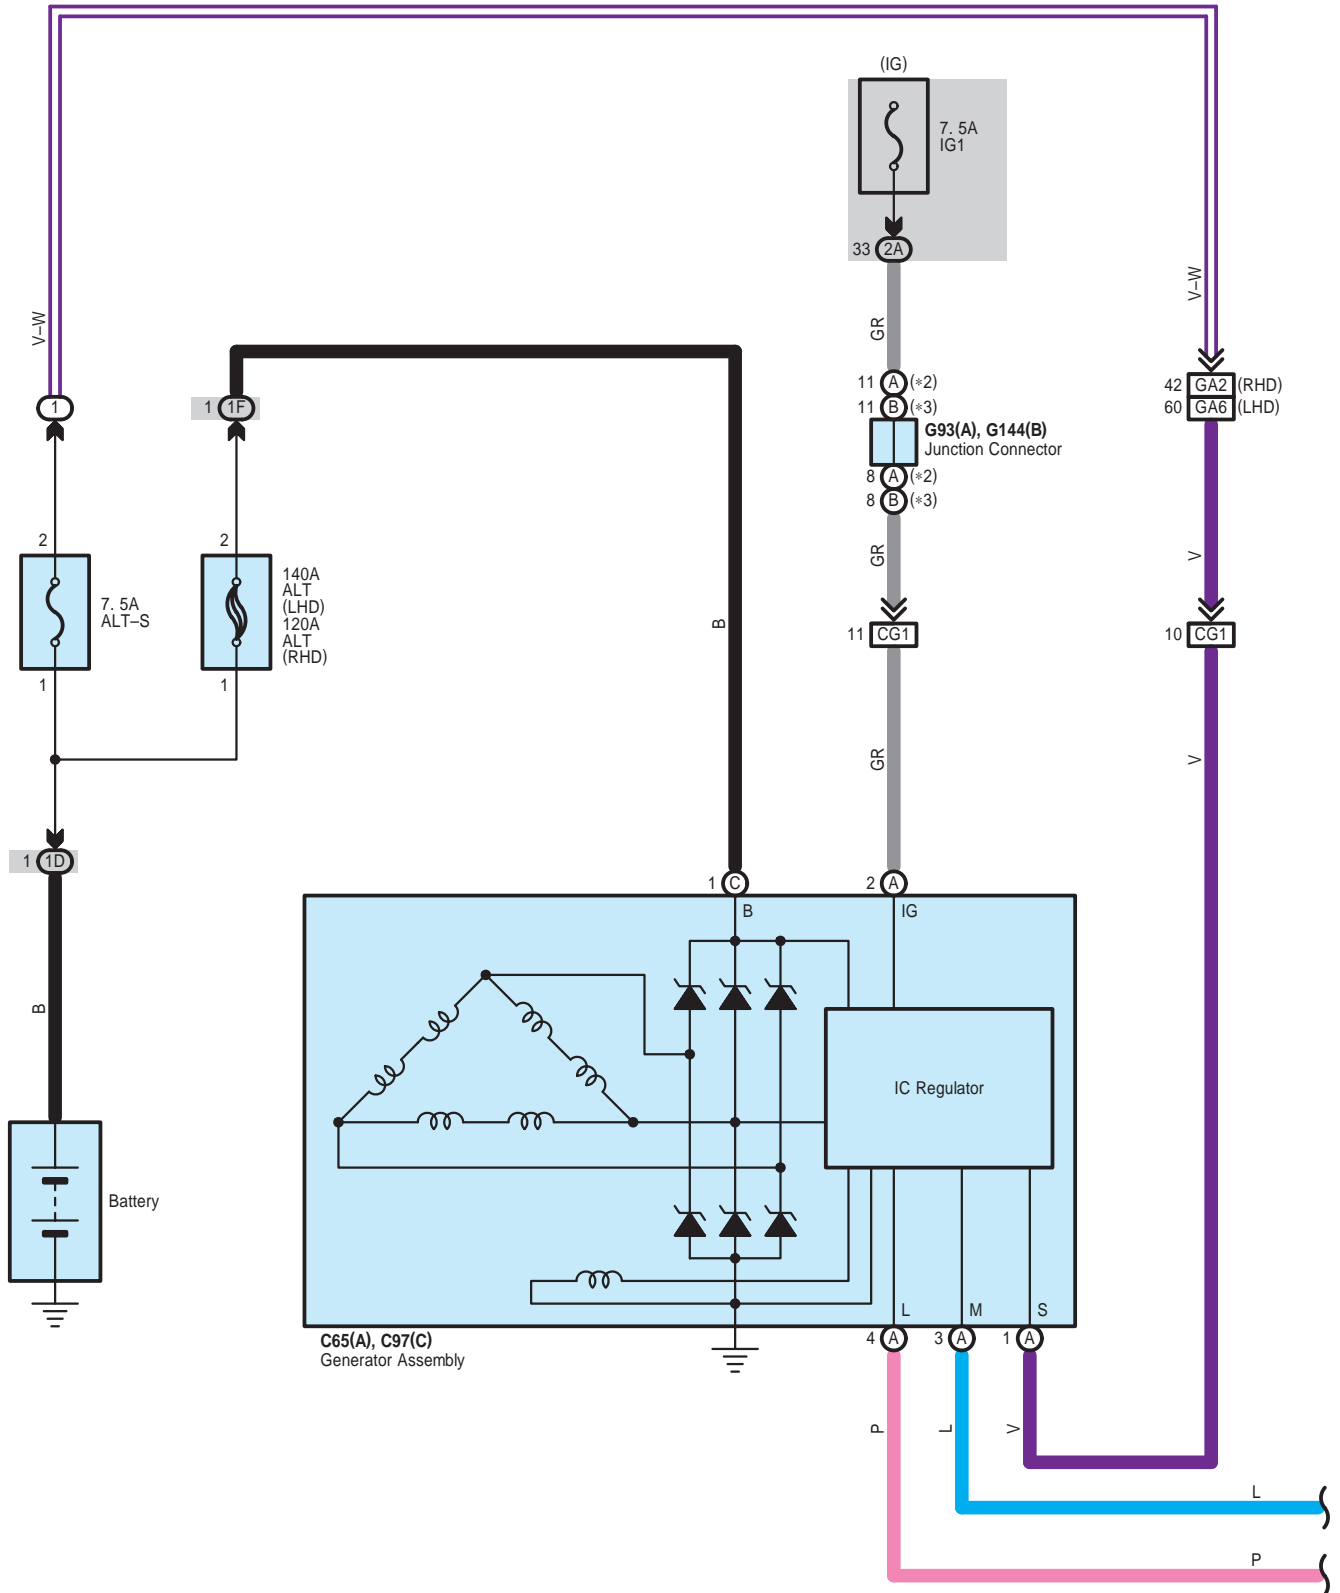 (IG)
7. 5A
IG1
33 2A
V–W
V–W
GR
11 A (*2)
11 B (*3)
G93(A), G144(B)
Junction Connector
8 A (*2)
8 B (*3)
42 GA2 (RHD)
60 GA6 (LHD)
1
1 1F
2
2
7. 5A
ALT–S
140A
ALT
(LHD)
120A
ALT
(RHD)
1
1
GR
V
B
11 CG1
10 CG1
GR
V
1 1D
1 C
2 A
B
IG
B
IC Regulator
Battery
L
M
S
C65(A), C97(C)
Generator Assembly
4 A
3 A
1 A
P
L
V
L
P